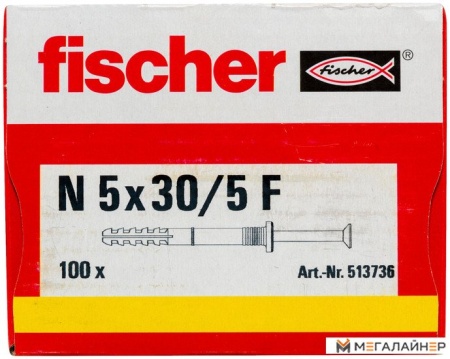 fischer
fischer ®
N 5x30/5 F
100 x Art.-Nr. 513736
МЕГАЛАЙНЕР